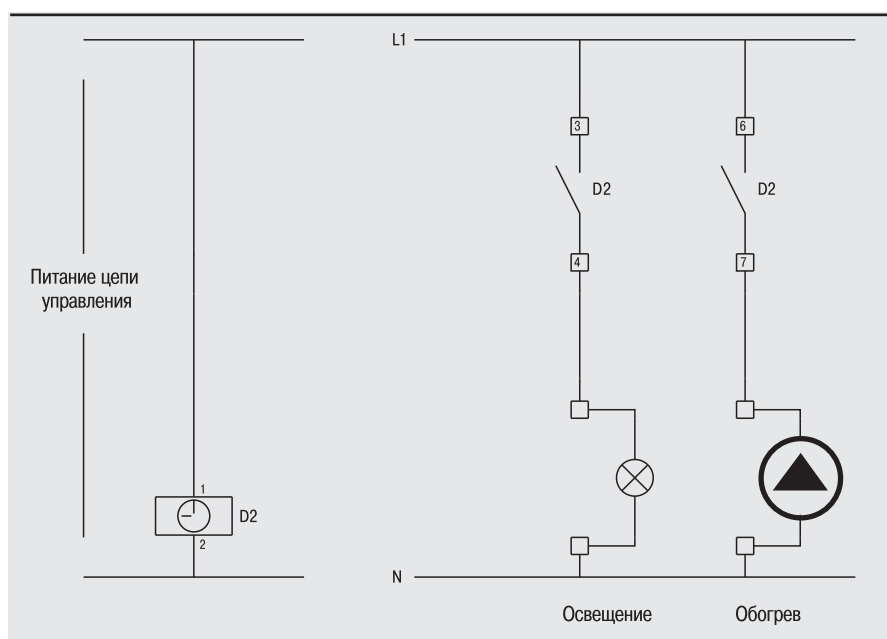 L1
3
6
D2
D2
4
7
Питание цепи
управления
1
D2
2
N
Освещение
Обогрев